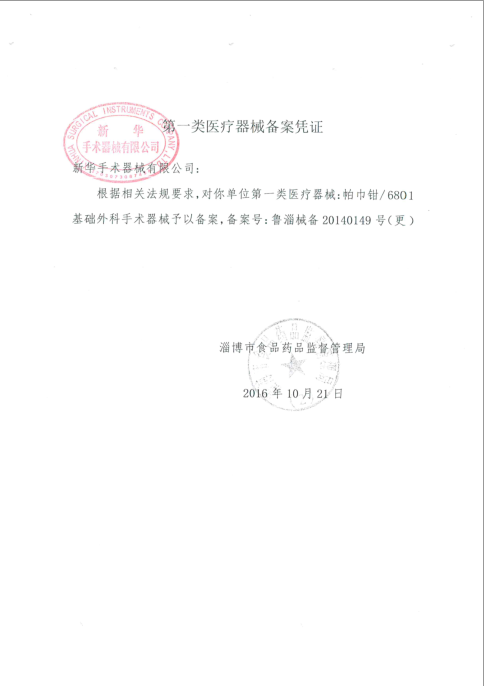 SURGICAL INSTRUMENTS COMPANY
新华
手术器械有限公司
第一类医疗器械备案凭证
新华手术器械有限公司:
根据相关法规要求,对你单位第一类医疗器械:帕巾钳/6801
基础外科手术器械予以备案,备案号:鲁淄械备20140149号(更)
淄博市食品药品监督管理局
2016年10月21日